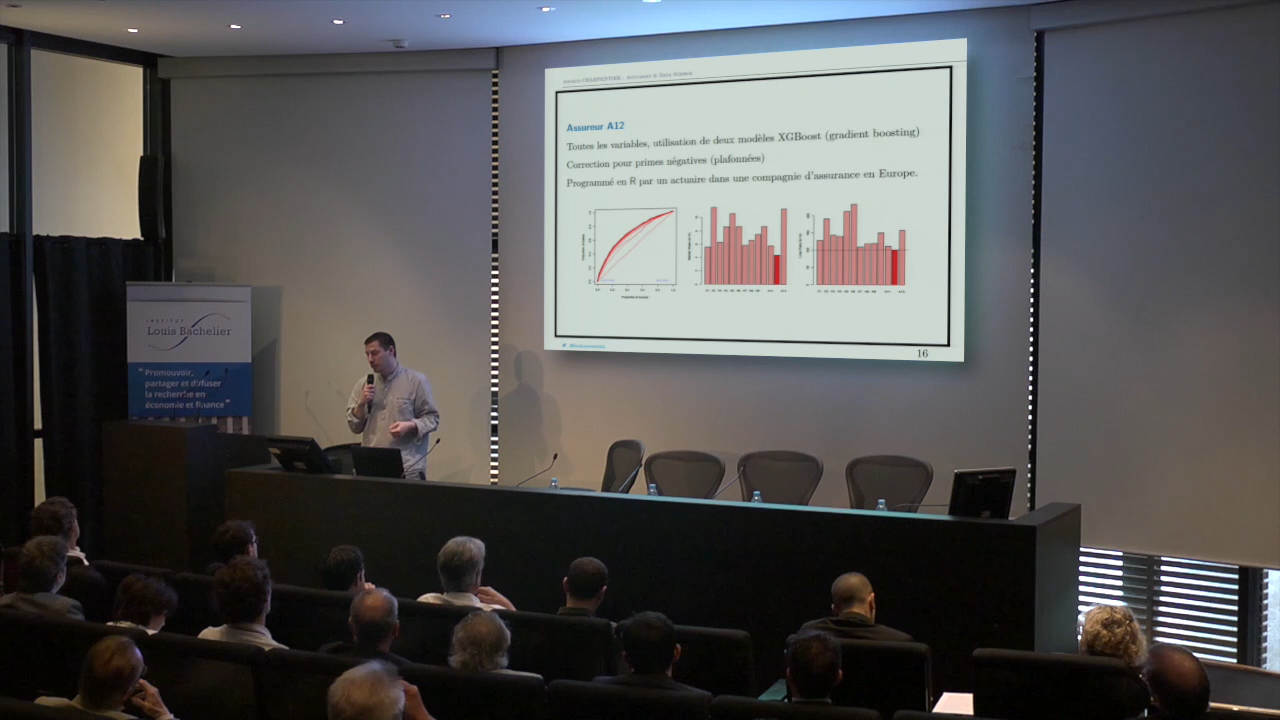 Arthur CHARPENTIER - Actuariat & Data Science
Assureur A12
Toutes les variables, utilisation de deux modèles XGBoost (gradient boosting)
Correction pour primes négatives (plafonnées)
Programmé en R par un actuaire dans une compagnie d'assurance en Europe.
16
INSTITUT
Louis Bachelier
"Promouvoir,
partager et diffuser
la recherche en
économie et finance"